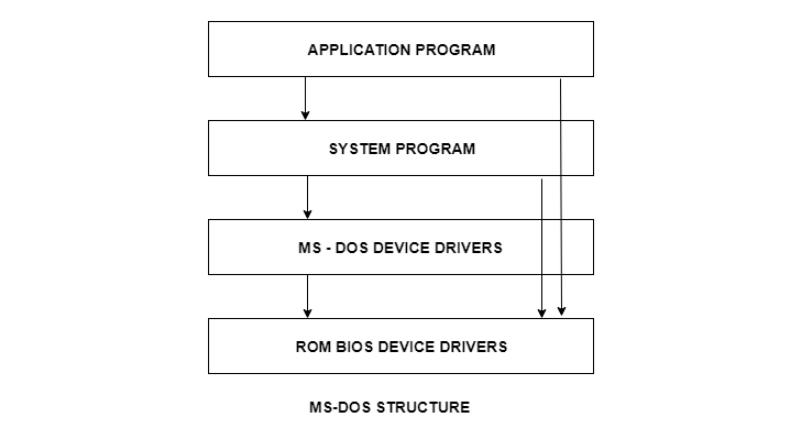 APPLICATION PROGRAM
SYSTEM PROGRAM
MS - DOS DEVICE DRIVERS
ROM BIOS DEVICE DRIVERS
MS-DOS STRUCTURE